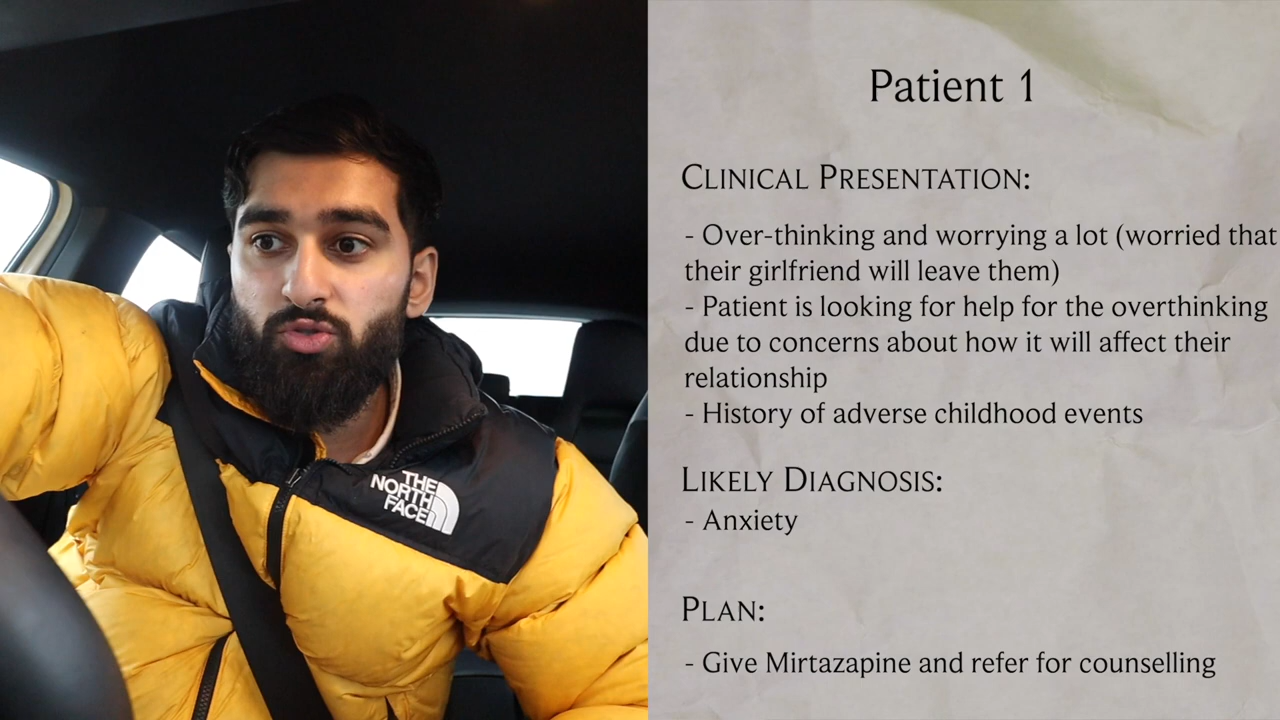 THE
NORTH
FACE
Patient 1
CLINICAL PRESENTATION:
- Over-thinking and worrying a lot (worried that
their girlfriend will leave them)
- Patient is looking for help for the overthinking
due to concerns about how it will affect their
relationship
- History of adverse childhood events
LIKELY DIAGNOSIS:
- Anxiety
PLAN:
- Give Mirtazapine and refer for counselling